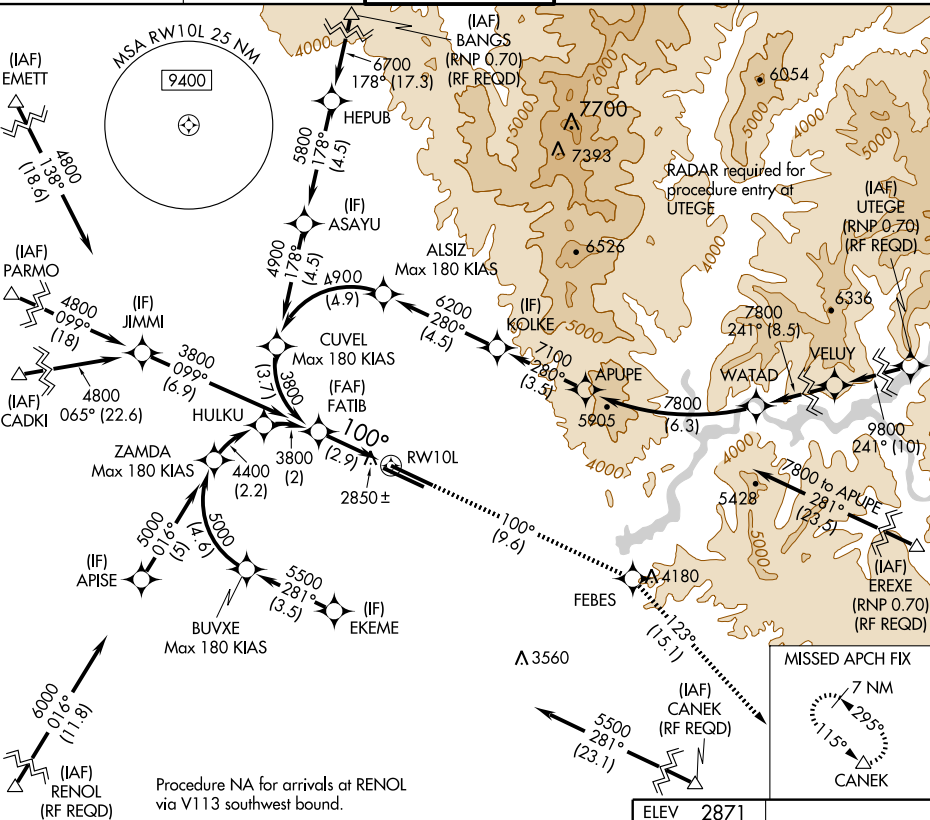 MSA RW10L 25 NM
9400
(IAF)
EMETT
4800
138°
(18.6)
(IAF)
BANGS
(RNP 0.70)
(RF REQD)
6700
178° (17.3)
HEPUB
5800
178°
(4.5)
(IF)
ASAYU
4900
178°
(4.5)
4000
5000
6000
7700
7393
6526
5000
6054
4000
5000
4000
RADAR required for
procedure entry at
UTEGE
(IAF)
UTEGE
(RNP 0.70)
(RF REQD)
ALSIZ
Max 180 KIAS
4900
(4.9)
6200
280°
(4.5)
(IF)
KOLKE
5000
7100
280°
(3.5)
APUPE
5905
4000
7800
(6.3)
WATAD
7800
241° (8.5)
6336
VELUY
9800
241° (10)
(IAF)
PARMO
4800
099°
(18)
(IF)
JIMMI
3800
099°
(6.9)
(IAF)
CADKI
4800
065° (22.6)
CUVEL
Max 180 KIAS
3800
(3.7)
(FAF)
FATIB
HULKU
3800
(2)
100°
(2.9)
RW10L
2850 ±
ZAMDA
Max 180 KIAS
4400
(2.2)
5000
016°
(5)
(IF)
APISE
5000
(4.6)
BUVXE
Max 180 KIAS
5500
281°
(3.5)
(IF)
EKEME
100°
(9.6)
FEBES
4180
123°
(15.1)
3560
4000
5428
5000
7800 to APUPE
281°
(23.5)
(IAF)
EREXE
(RNP 0.70)
(RF REQD)
6000
016°
(11.8)
(IAF)
RENOL
(RF REQD)
Procedure NA for arrivals at RENOL
via V113 southwest bound.
5500
281°
(23.1)
(IAF)
CANEK
(RF REQD)
MISSED APCH FIX
7 NM
295°
115°
CANEK
ELEV 2871